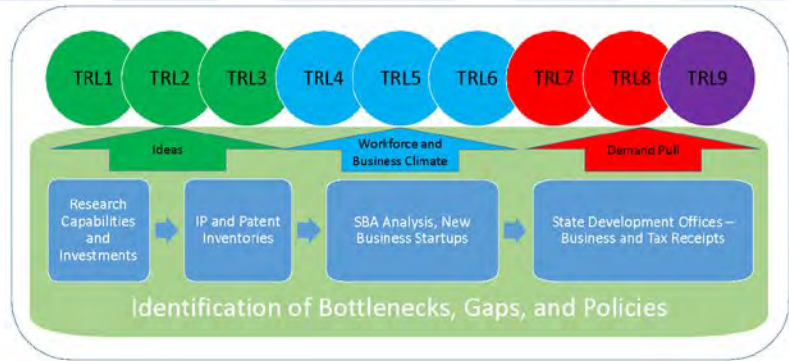 TRL1 TRL2 TRL3 TRL4 TRL5 TRL6 TRL7 TRL8 TRL9
Ideas
Workforce and
Business Climate
Demand Pull
Research
Capabilities
and
Investments
IP and Patent
Inventories
SBA Analysis, New
Business Startups
State Development Offices –
Business and Tax Receipts
Identification of Bottlenecks, Gaps, and Policies